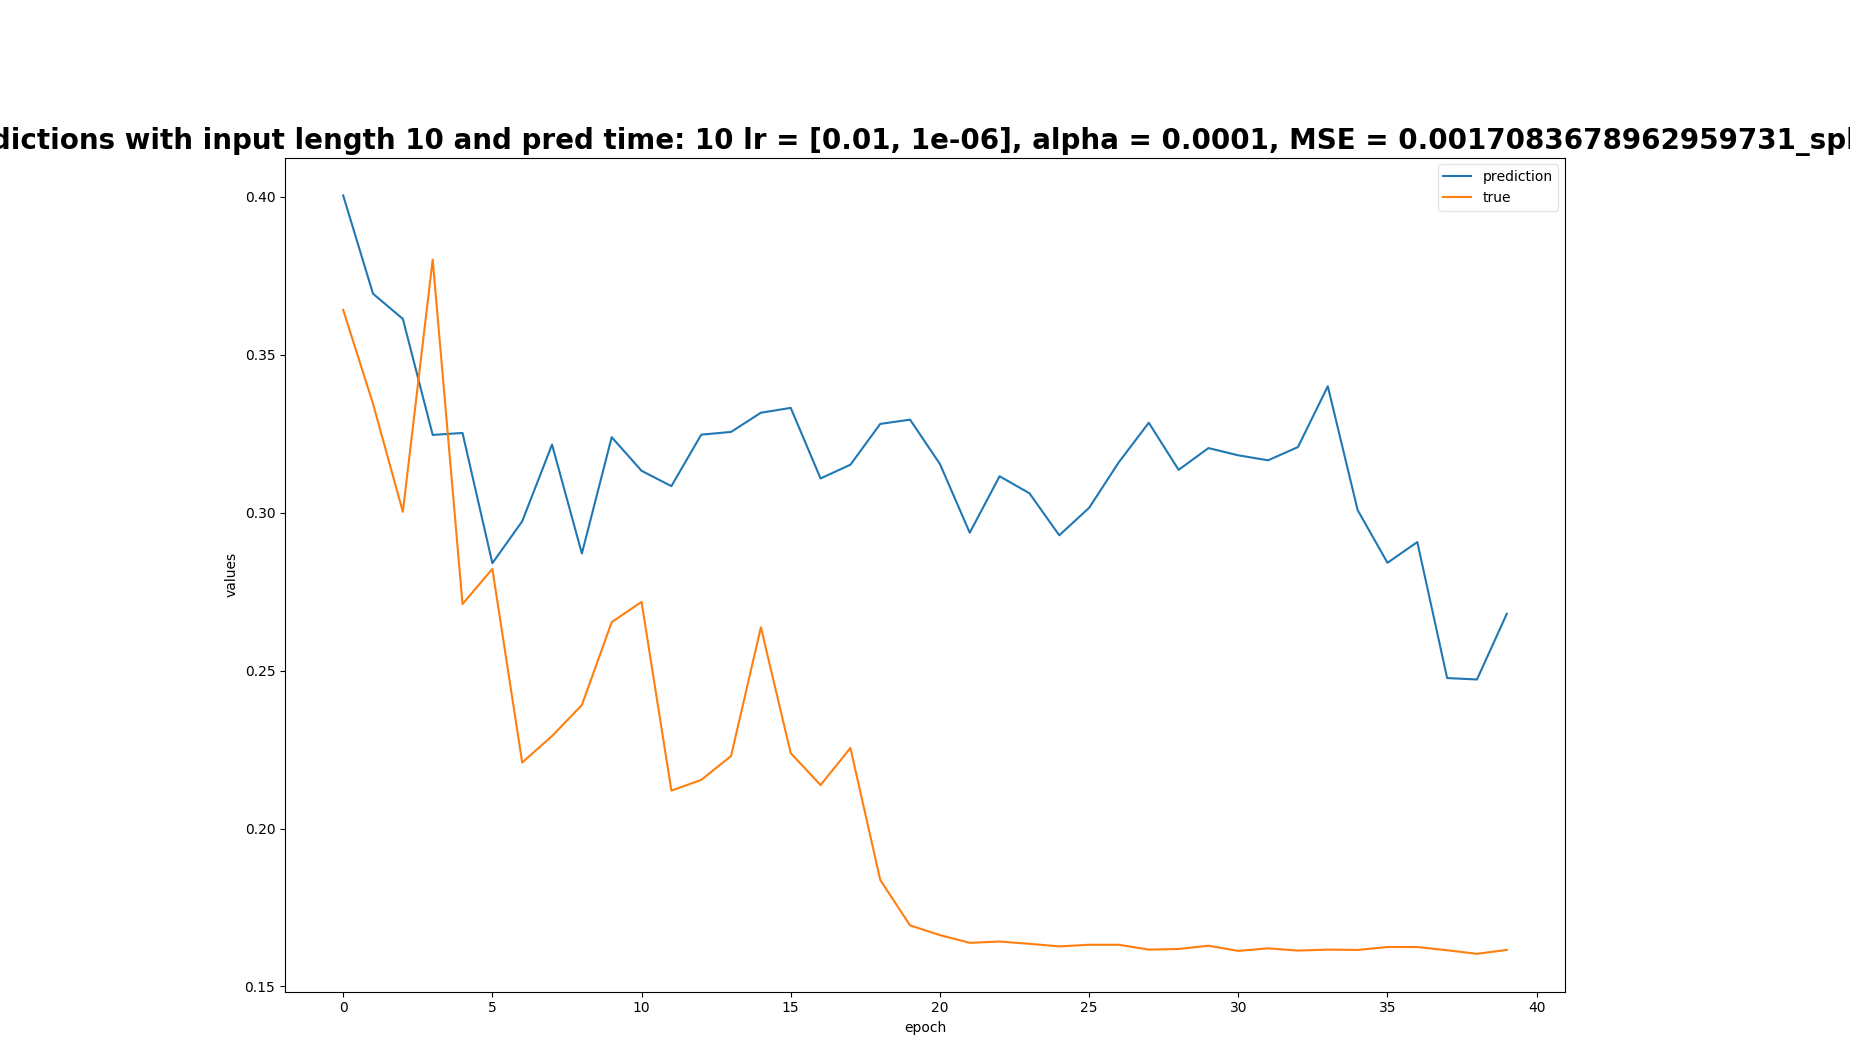 dictions with input length 10 and pred time: 10 lr = [0.01, 1e-06], alpha = 0.0001, MSE = 0.0017083678962959731_spl
prediction
true
0.40
0.35
0.30
0.25
0.20
0.15
values
0 5 10 15 20 25 30 35 40
epoch